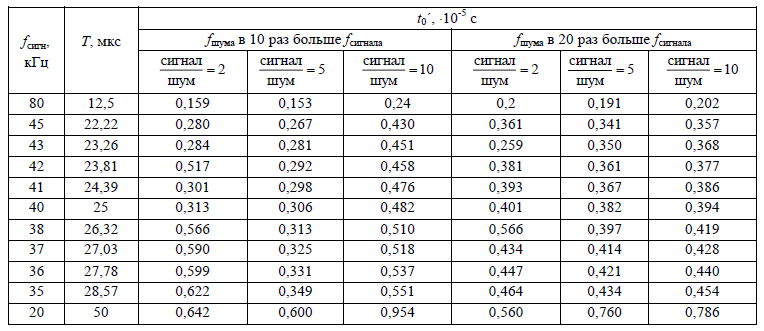 fсигн, кГц T, мкс t0´, ·10-5 с
fшума в 10 раз больше fсигнала fшума в 20 раз больше fсигнала
сигнал/шум=2 сигнал/шум=5 сигнал/шум=10 сигнал/шум=2 сигнал/шум=5 сигнал/шум=10
80 12,5 0,159 0,153 0,24 0,2 0,191 0,202
45 22,22 0,280 0,267 0,430 0,361 0,341 0,357
43 23,26 0,284 0,281 0,451 0,259 0,350 0,368
42 23,81 0,517 0,292 0,458 0,381 0,361 0,377
41 24,39 0,301 0,298 0,476 0,393 0,367 0,386
40 25 0,313 0,306 0,482 0,401 0,382 0,394
38 26,32 0,566 0,313 0,510 0,566 0,397 0,419
37 27,03 0,590 0,325 0,518 0,434 0,414 0,428
36 27,78 0,599 0,331 0,537 0,447 0,421 0,440
35 28,57 0,622 0,349 0,551 0,464 0,434 0,454
20 50 0,642 0,600 0,954 0,560 0,760 0,786